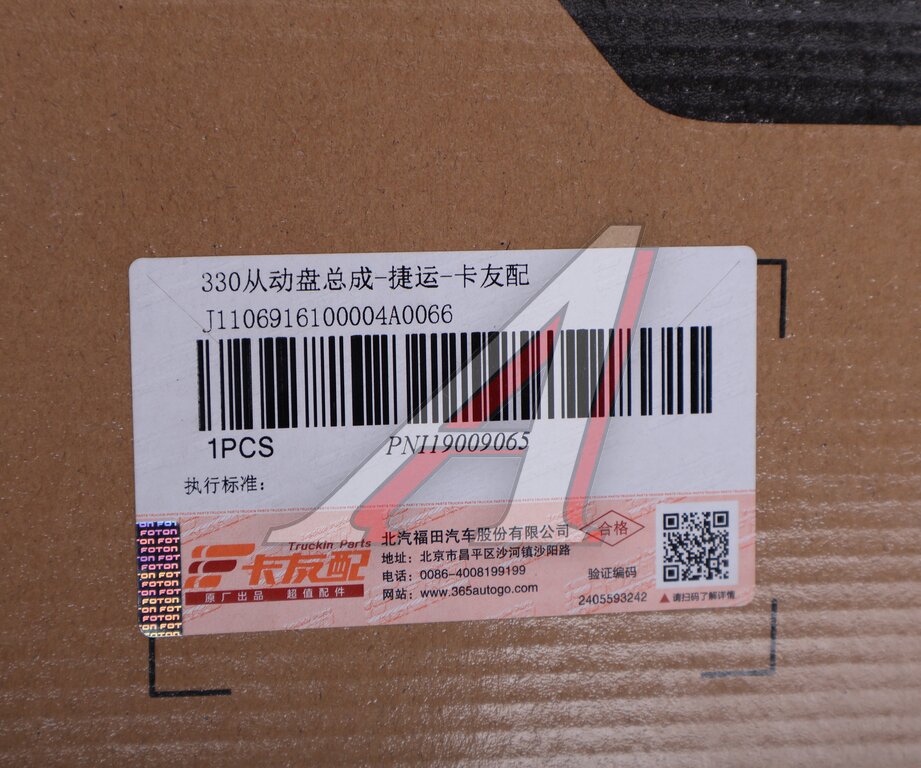 330从动盘总成-捷运-卡友配
J1106916100004A0066
1PCS
PNI19009065
执行标准：
Truckin Parts
卡友配
原厂出品 超值配件
北汽福田汽车股份有限公司
地址：北京市昌平区沙河镇沙阳路
电话：0086-4008199199
网站：www.365autogo.com
合格
验证编码
2405593242
▲请扫码了解详情
FOTON